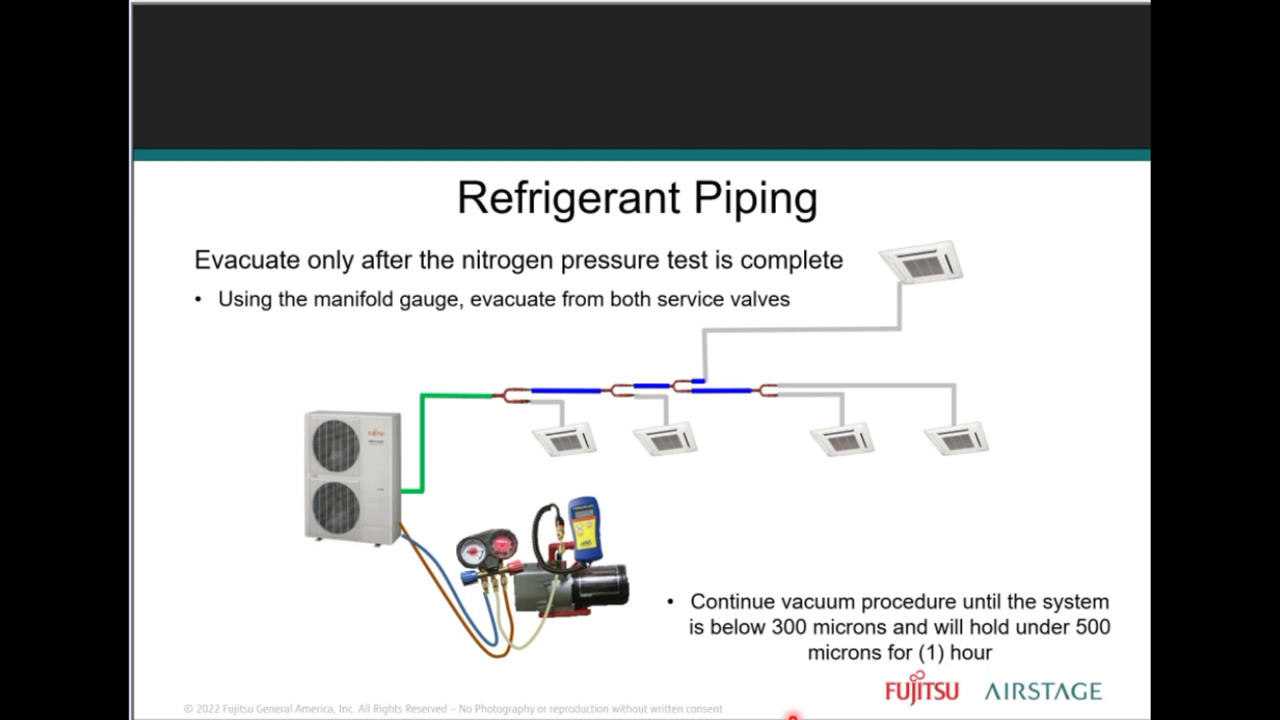 Refrigerant Piping
Evacuate only after the nitrogen pressure test is complete
• Using the manifold gauge, evacuate from both service valves
FUJITSU
• Continue vacuum procedure until the system
is below 300 microns and will hold under 500
microns for (1) hour
FUJITSU AIRSTAGE
© 2022 Fujitsu General America, Inc. All Rights Reserved – No Photography or reproduction without written consent